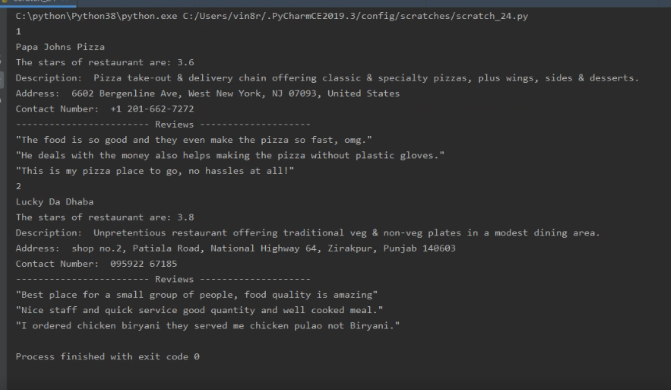 C:\python\Python38\python.exe C:/Users/vin8r/.PyCharmCE2019.3/config/scratches/scratch_24.py
1
Papa Johns Pizza
The stars of restaurant are: 3.6
Description:  Pizza take-out & delivery chain offering classic & specialty pizzas, plus wings, sides & desserts.
Address:  6602 Bergenline Ave, West New York, NJ 07093, United States
Contact Number:  +1 201-662-7272
------------------------ Reviews --------------------
"The food is so good and they even make the pizza so fast, omg."
"He deals with the money also helps making the pizza without plastic gloves."
"This is my pizza place to go, no hassles at all!"
2
Lucky Da Dhaba
The stars of restaurant are: 3.8
Description:  Unpretentious restaurant offering traditional veg & non-veg plates in a modest dining area.
Address:  shop no.2, Patiala Road, National Highway 64, Zirakpur, Punjab 140603
Contact Number:  095922 67185
------------------------ Reviews --------------------
"Best place for a small group of people, food quality is amazing"
"Nice staff and quick service good quantity and well cooked meal."
"I ordered chicken biryani they served me chicken pulao not Biryani."
Process finished with exit code 0